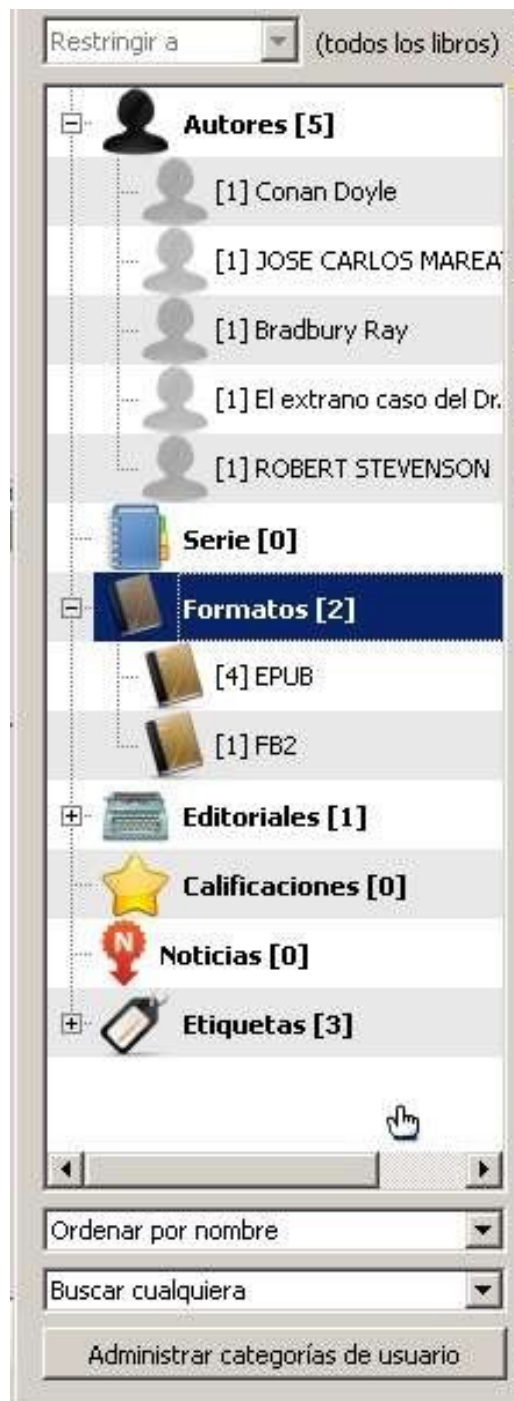 Restringir a (todos los libros)
Autores [5]
[1] Conan Doyle
[1] JOSE CARLOS MAREA
[1] Bradbury Ray
[1] El extrano caso del Dr.
[1] ROBERT STEVENSON
Serie [0]
Formatos [2]
[4] EPUB
[1] FB2
Editoriales [1]
Calificaciones [0]
N
Noticias [0]
Etiquetas [3]
Ordenar por nombre
Buscar cualquiera
Administrar categorías de usuario